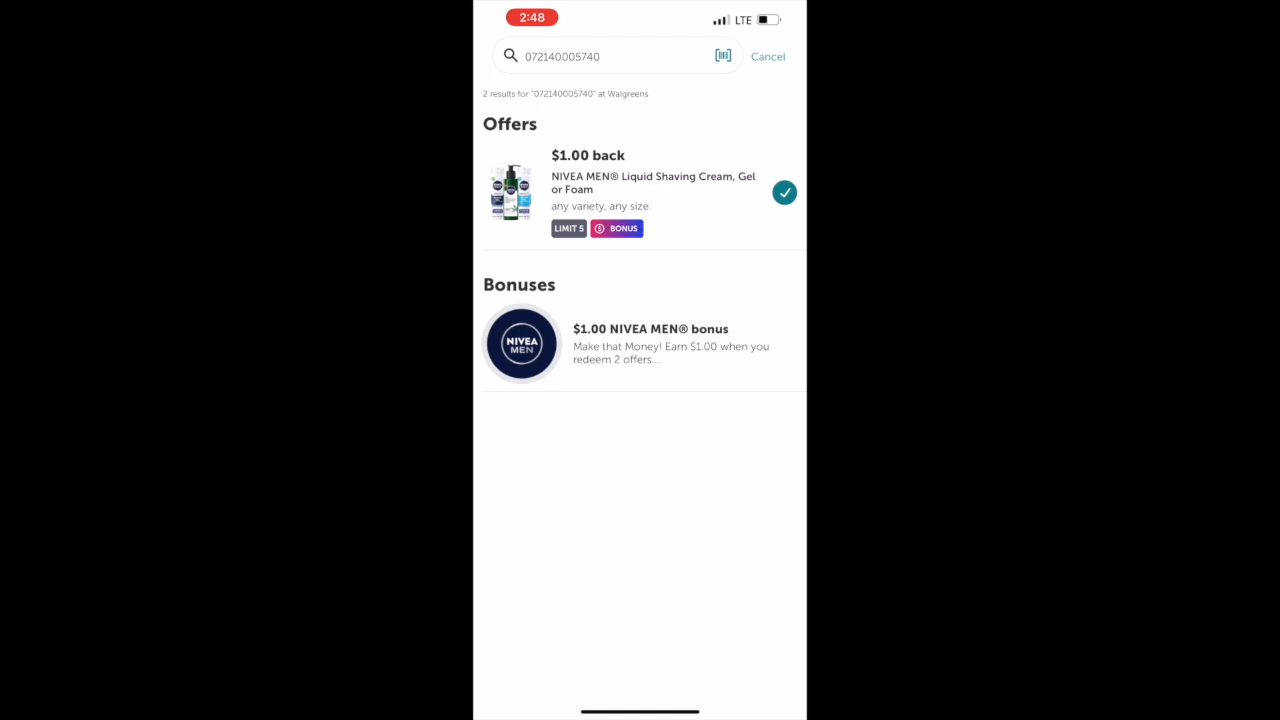 2:48
LTE
072140005740
Cancel
2 results for "072140005740" at Walgreens
Offers
$1.00 back
NIVEA MEN® Liquid Shaving Cream, Gel
or Foam
any variety, any size.
LIMIT 5
BONUS
Bonuses
NIVEA
MEN
$1.00 NIVEA MEN® bonus
Make that Money! Earn $1.00 when you
redeem 2 offers....